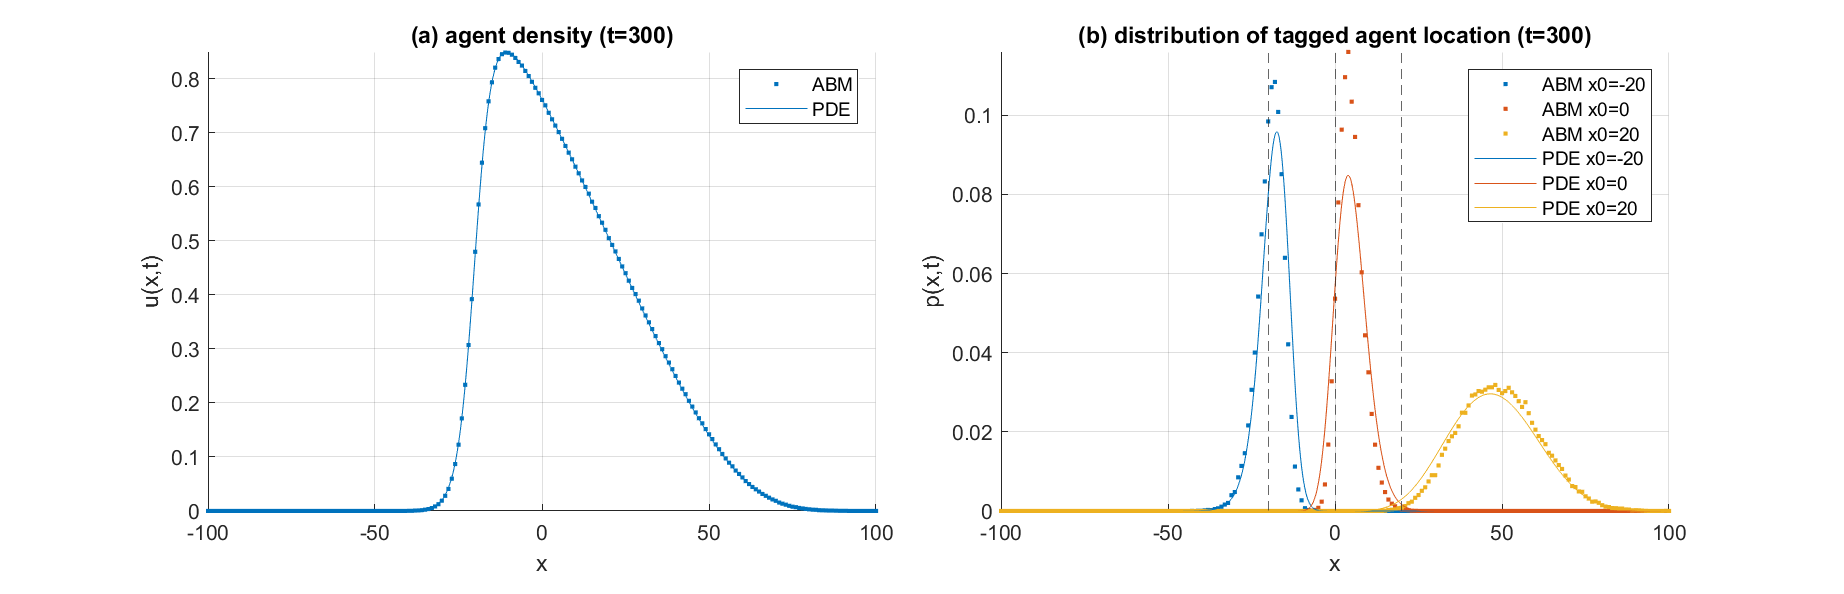 (a) agent density (t=300)
0.8
0.7
0.6
0.5
0.4
0.3
0.2
0.1
0
u(x,t)
-100 -50 0 50 100
x
ABM
PDE
(b) distribution of tagged agent location (t=300)
0.1
0.08
0.06
0.04
0.02
0
p(x,t)
-100 -50 0 50 100
x
ABM x0=-20
ABM x0=0
ABM x0=20
PDE x0=-20
PDE x0=0
PDE x0=20